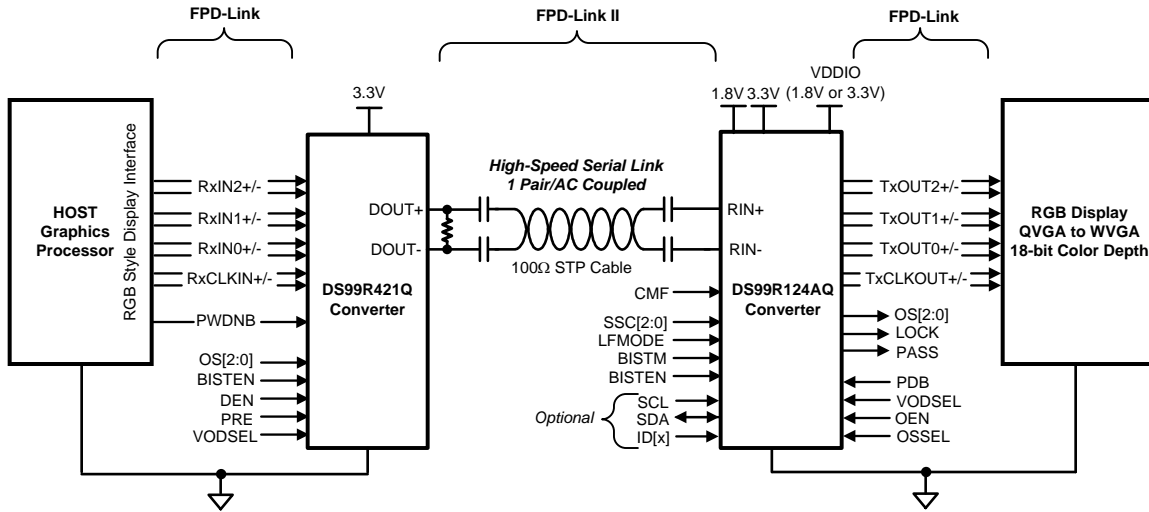 FPD-Link
FPD-Link II
FPD-Link
HOST
Graphics
Processor
RGB Style Display Interface
RxIN2+/-
RxIN1+/-
RxIN0+/-
RxCLKIN+/-
PWDNB
OS[2:0]
BISTEN
DEN
PRE
VODSEL
3.3V
DS99R421Q
Converter
DOUT+
DOUT-
High-Speed Serial Link
1 Pair/AC Coupled
100Ω STP Cable
CMF
SSC[2:0]
LFMODE
BISTM
BISTEN
Optional
SCL
SDA
ID[x]
1.8V 3.3V
VDDIO
(1.8V or 3.3V)
RIN+
RIN-
DS99R124AQ
Converter
TxOUT2+/-
TxOUT1+/-
TxOUT0+/-
TxCLKOUT+/-
OS[2:0]
LOCK
PASS
PDB
VODSEL
OEN
OSSEL
RGB Display
QVGA to WVGA
18-bit Color Depth